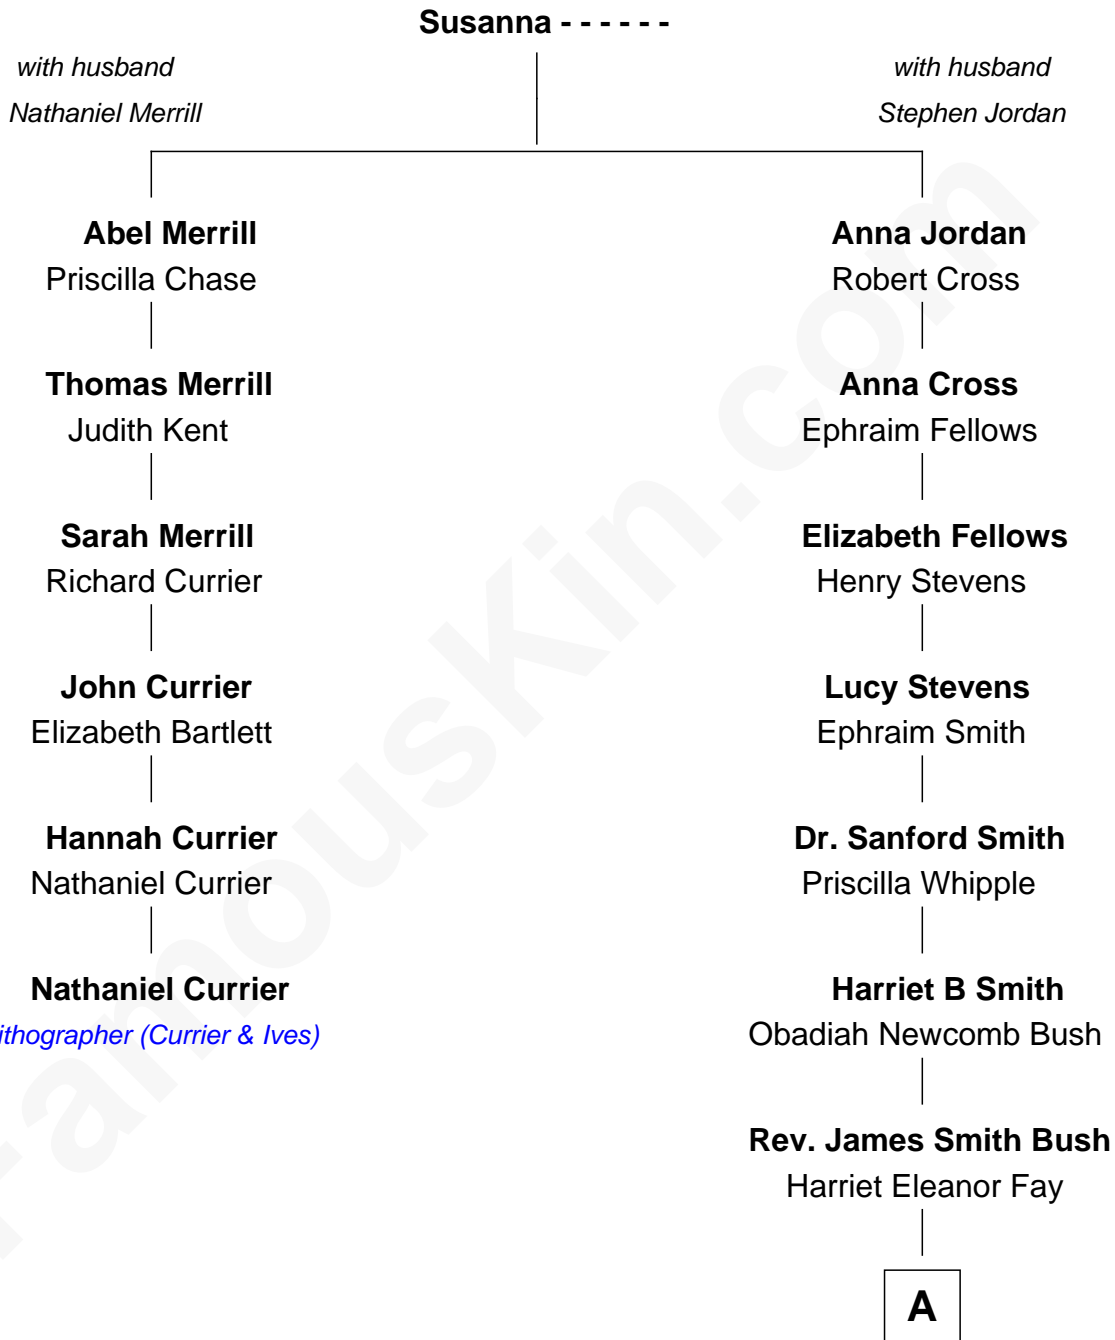 Susanna - - - - - -
with husband
Nathaniel Merrill
with husband
Stephen Jordan
Abel Merrill
Priscilla Chase
Anna Jordan
Robert Cross
Thomas Merrill
Judith Kent
Anna Cross
Ephraim Fellows
Sarah Merrill
Richard Currier
Elizabeth Fellows
Henry Stevens
John Currier
Elizabeth Bartlett
Lucy Stevens
Ephraim Smith
Hannah Currier
Nathaniel Currier
Dr. Sanford Smith
Priscilla Whipple
Nathaniel Currier
ithographer (Currier & Ives)
Harriet B Smith
Obadiah Newcomb Bush
Rev. James Smith Bush
Harriet Eleanor Fay
A
FamousKin.com